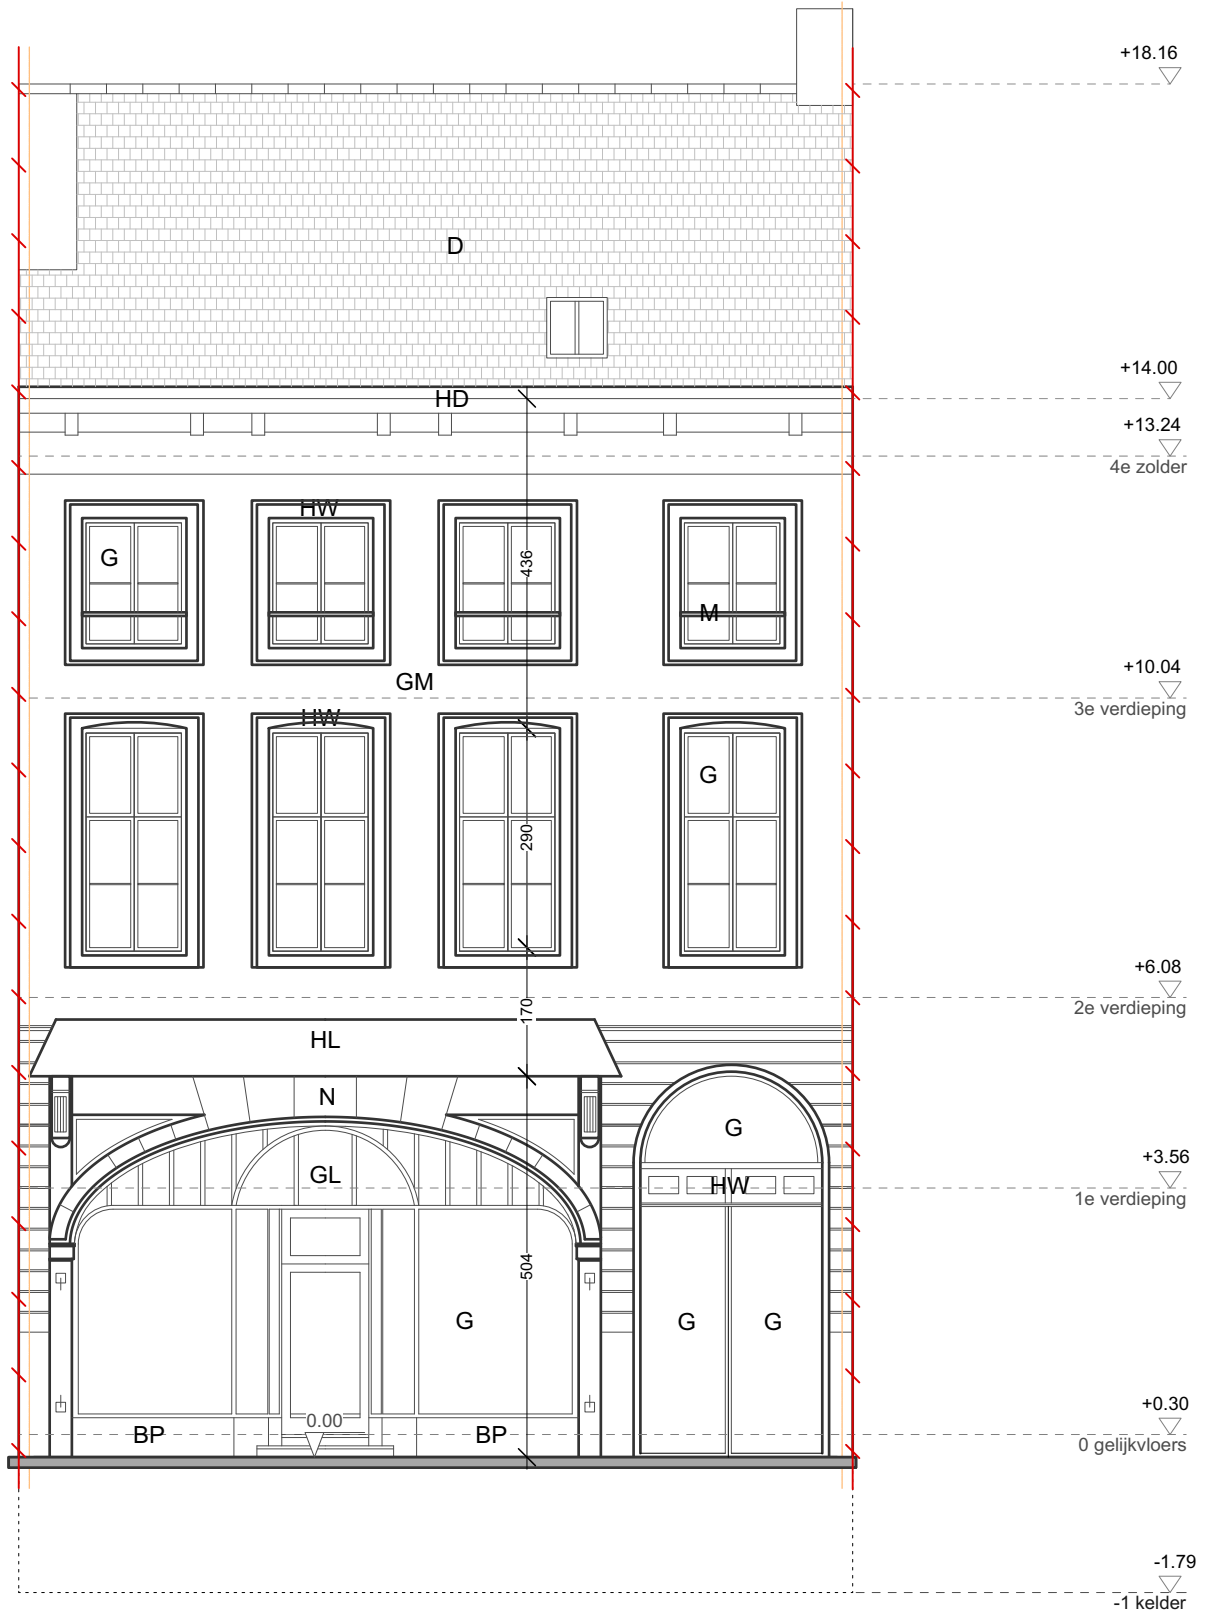 +18.16
D
+14.00
HD
+13.24
4e zolder
HW
G
436
M
GM
+10.04
3e verdieping
HW
G
290
+6.08
170
2e verdieping
HL
N
G
+3.56
GL
HW
1e verdieping
504
G
G
G
+0.30
0.00
BP
BP
0 gelijkvloers
-1.79
-1 kelder